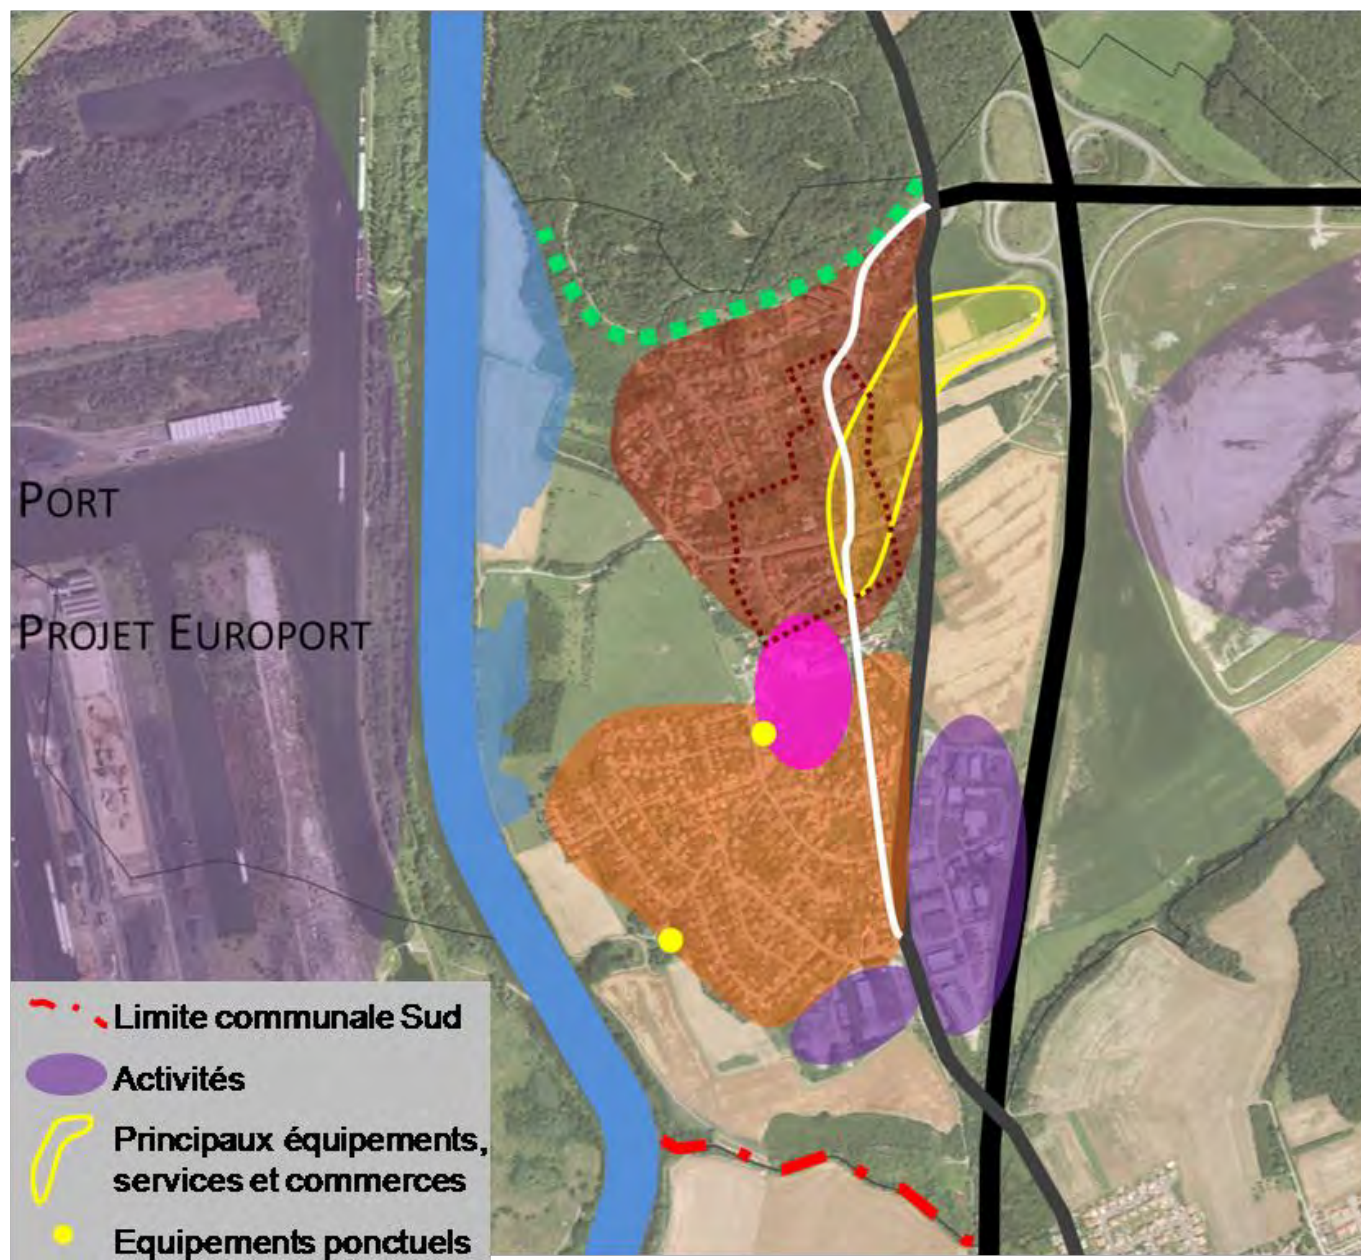 PORT
PROJET EUROPORT
Limite communale Sud
Activités
Principaux équipements,
services et commerces
Equipements ponctuels